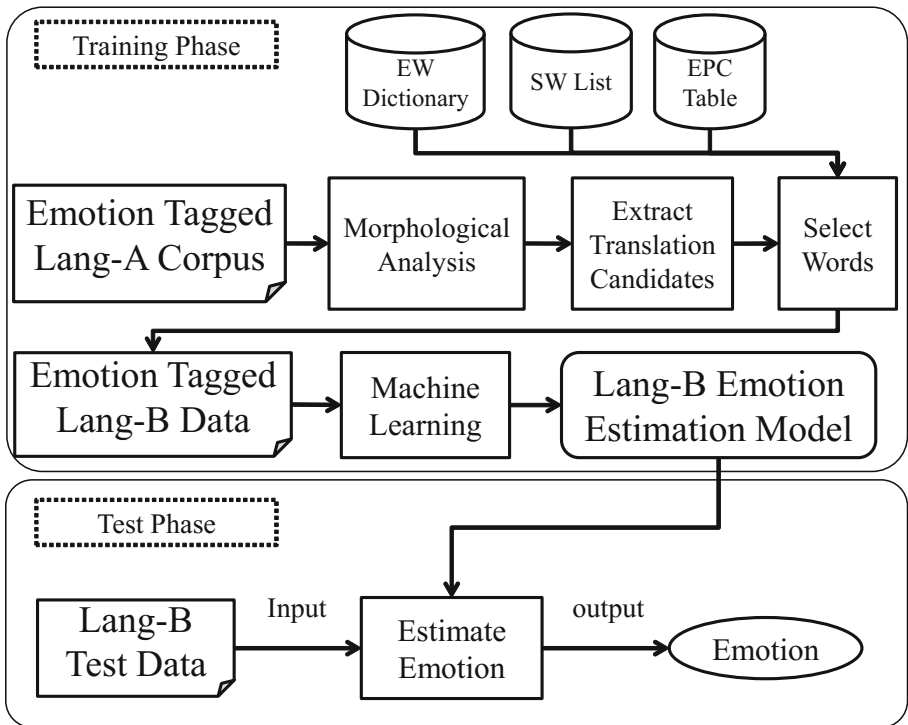 Training Phase
EW
Dictionary
SW List
EPC
Table
Emotion Tagged
Lang-A Corpus
Morphological
Analysis
Extract
Translation
Candidates
Select
Words
Emotion Tagged
Lang-B Data
Machine
Learning
Lang-B Emotion
Estimation Model
Test Phase
Lang-B
Test Data
Input
Estimate
Emotion
output
Emotion